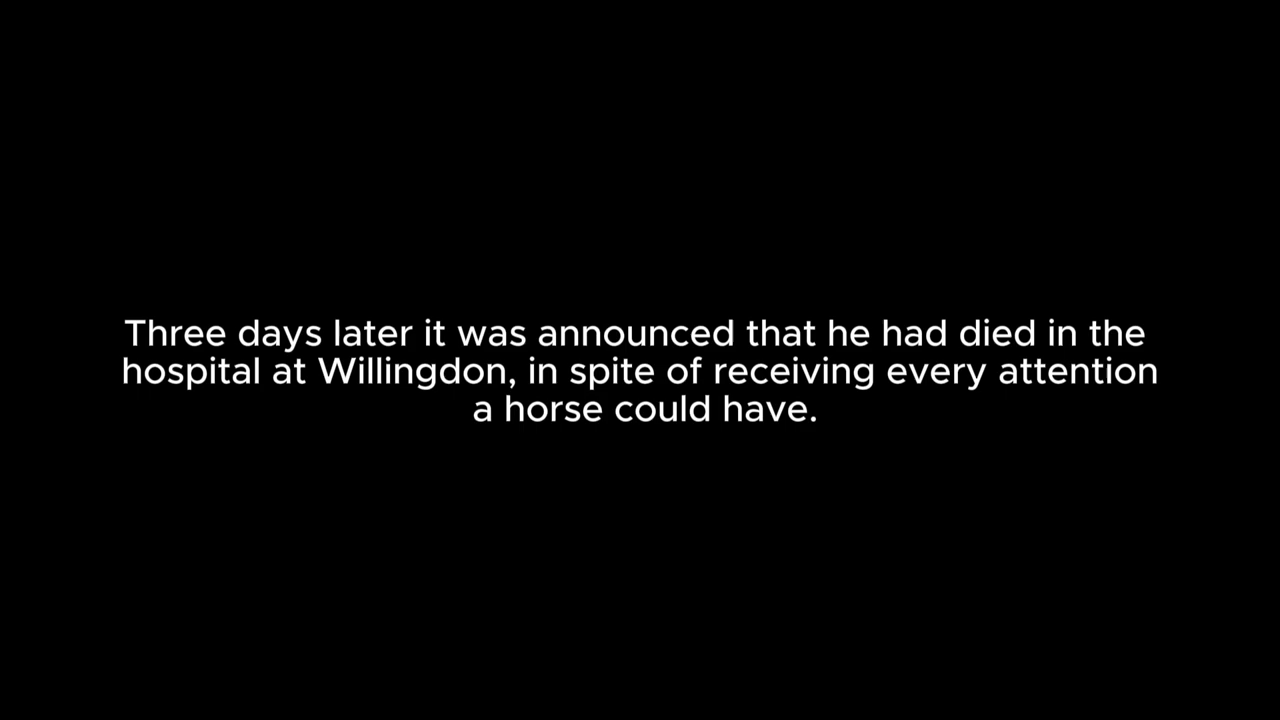 Three days later it was announced that he had died in the
hospital at Willingdon, in spite of receiving every attention
a horse could have.